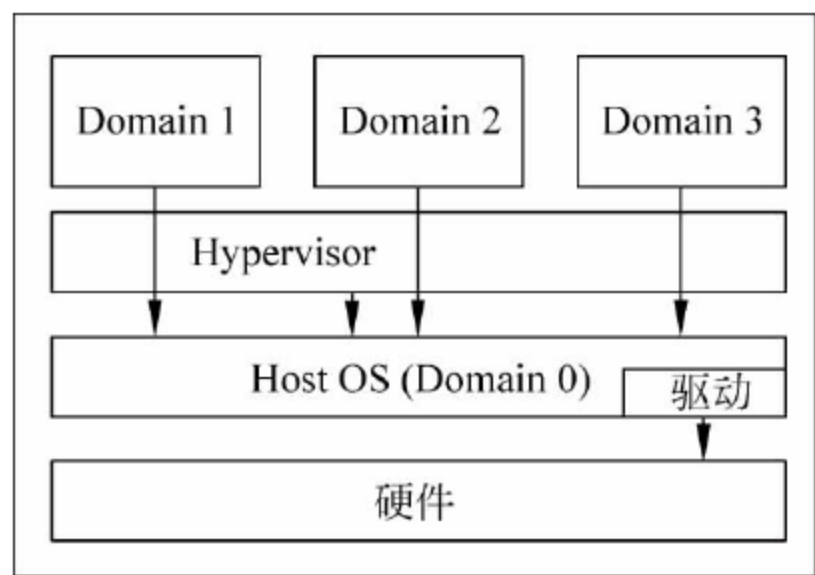 Domain 1
Domain 2
Domain 3
Hypervisor
Host OS (Domain 0)
驱动
硬件